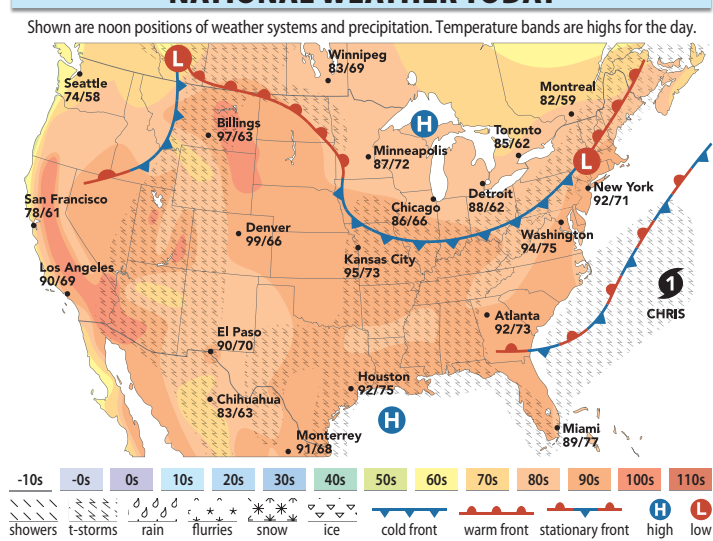 NATIONAL WEATHER TODAY
Shown are noon positions of weather systems and precipitation. Temperature bands are highs for the day.
L
Winnipeg
83/69
Seattle
74/58
Montreal
82/59
Billings
97/63
H
Toronto
85/62
Minneapolis
87/72
L
San Francisco
78/61
Chicago
86/66
Detroit
88/62
New York
92/71
Denver
99/66
Washington
94/75
Kansas City
95/73
Los Angeles
90/69
1
CHRIS
Atlanta
92/73
El Paso
90/70
Houston
92/75
Chihuahua
83/63
H
Miami
89/77
Monterrey
91/68
-10s -0s 0s 10s 20s 30s 40s 50s 60s 70s 80s 90s 100s 110s
H L
showers t-storms rain flurries snow ice cold front warm front stationary front high low